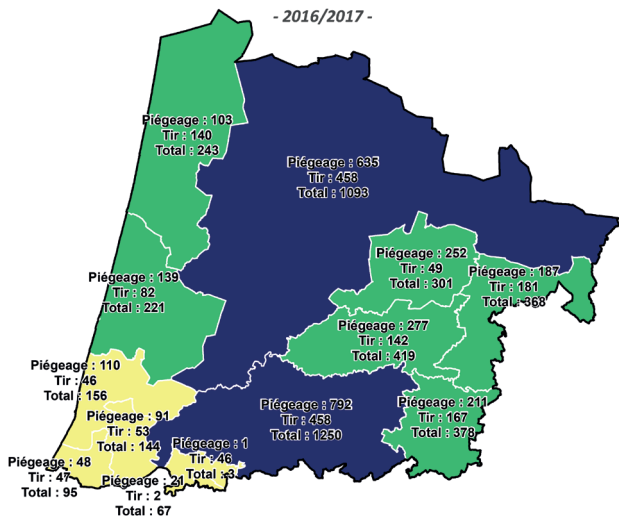 - 2016/2017 -
Piégeage : 103
Tir : 140
Total : 243
Piégeage : 635
Tir : 458
Total : 1093
Piégeage : 252
Tir : 49
Total : 301
Piégeage : 187
Tir : 181
Total : 368
Piégeage : 139
Tir : 82
Total : 221
Piégeage : 277
Tir : 142
Total : 419
Piégeage : 110
Tir : 46
Total : 156
Piégeage : 91
Tir : 53
Total : 144
Piégeage : 792
Tir : 458
Total : 1250
Piégeage : 211
Tir : 167
Total : 378
Piégeage : 1
Tir : 46
Total : 3
Piégeage : 48
Tir : 47
Total : 95
Piégeage : 21
Tir : 2
Total : 67